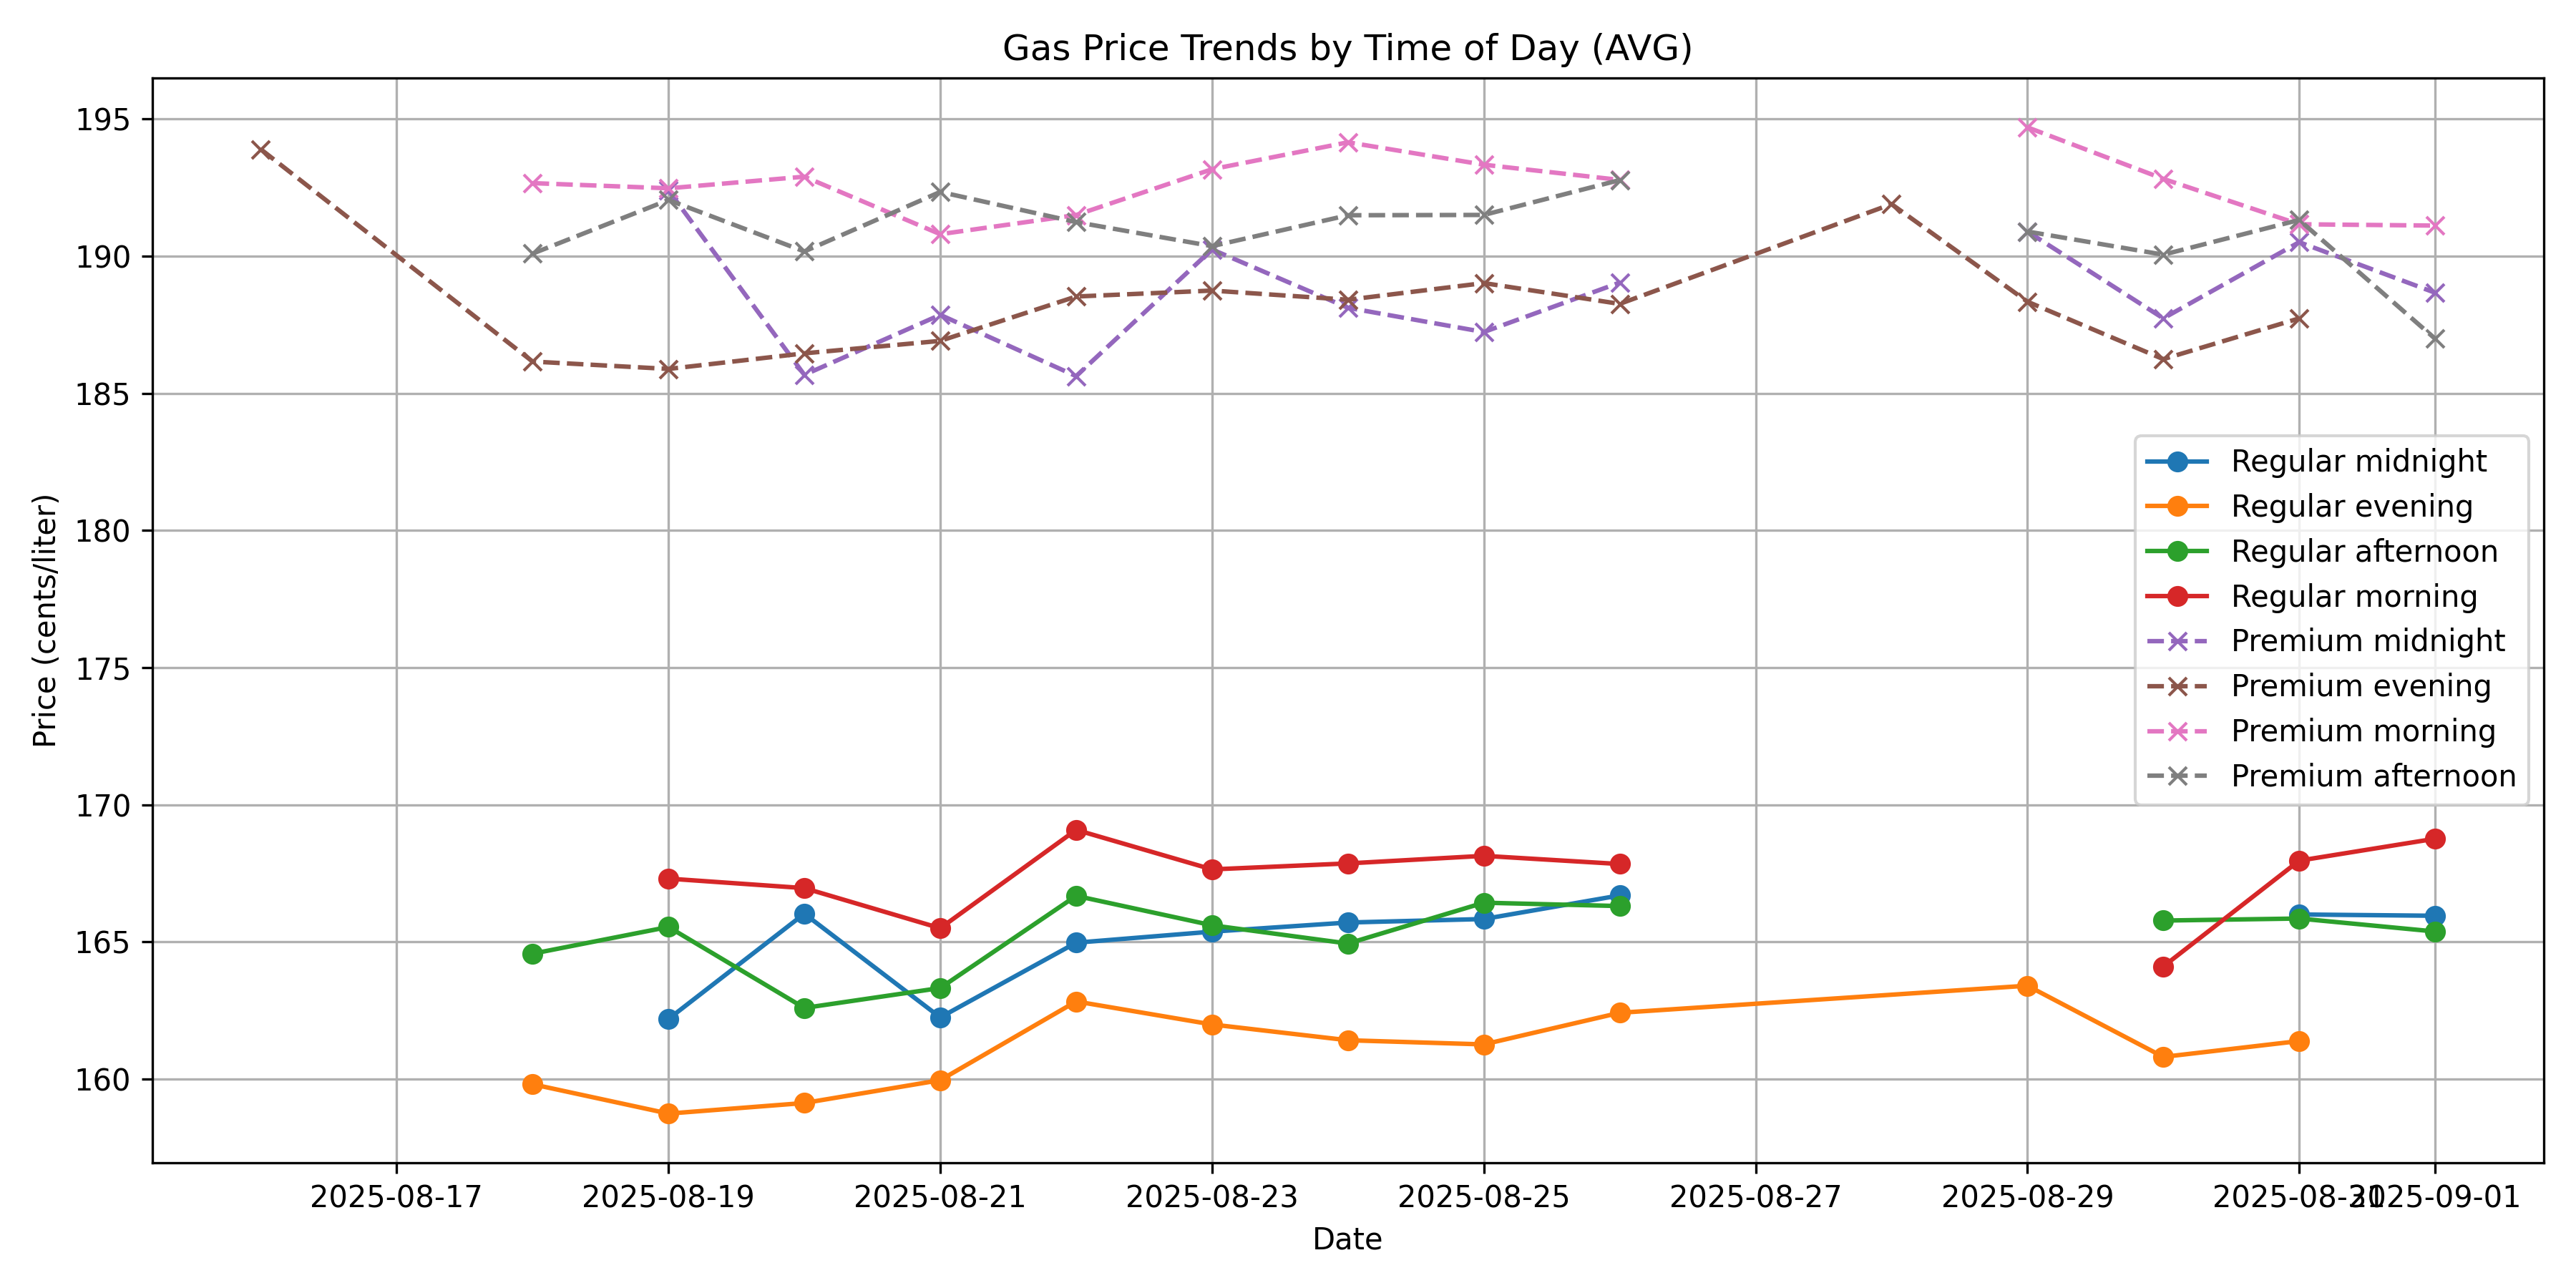 Gas Price Trends by Time of Day (AVG)
195
190
185
180
175
170
165
160
Price (cents/liter)
Regular midnight
Regular evening
Regular afternoon
Regular morning
Premium midnight
Premium evening
Premium morning
Premium afternoon
2025-08-17 2025-08-19 2025-08-21 2025-08-23 2025-08-25 2025-08-27 2025-08-29 2025-08-31 2025-09-01
Date